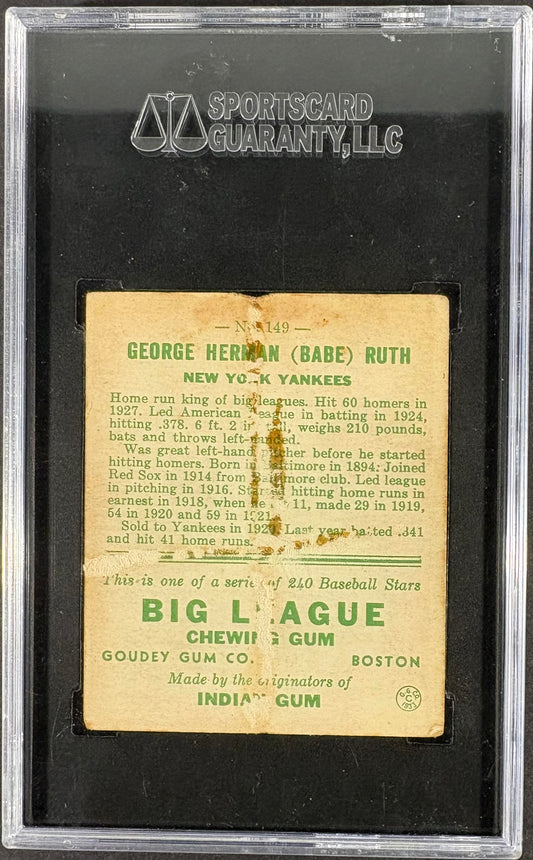 SPORTSCARD
GUARANTY, LLC
— No. 149 —
GEORGE HERMAN (BABE) RUTH
NEW YORK YANKEES
Home run king of big leagues. Hit 60 homers in
1927. Led American League in batting in 1924,
hitting .378. 6 ft. 2 in tall, weighs 210 pounds,
bats and throws left-handed.
Was great left-hand pitcher before he started
hitting homers. Born in Baltimore in 1894. Joined
Red Sox in 1914 from Baltimore club. Led league
in pitching in 1916. Started hitting home runs in
earnest in 1918, when he hit 11, made 29 in 1919,
54 in 1920 and 59 in 1921.
Sold to Yankees in 1920. Last year batted .341
and hit 41 home runs.
This is one of a series of 240 Baseball Stars
BIG LEAGUE
CHEWING GUM
GOUDEY GUM CO. BOSTON
Made by the originators of
INDIAN GUM
G. G. CO.
C
1933